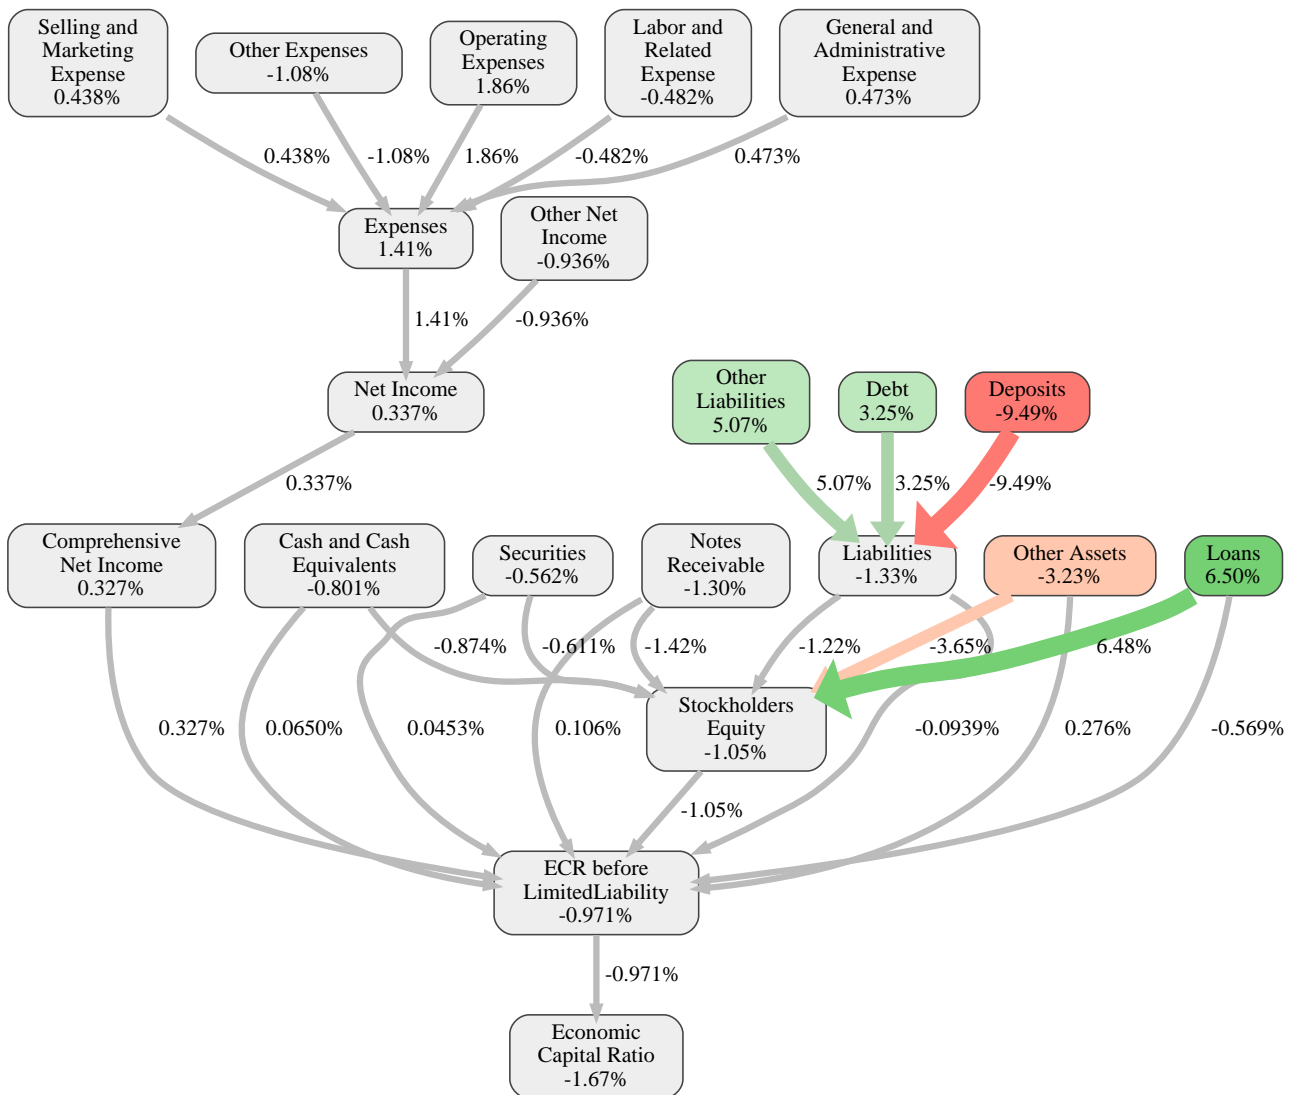 Selling and
Marketing
Expense
0.438%
Other Expenses
-1.08%
Operating
Expenses
1.86%
Labor and
Related
Expense
-0.482%
General and
Administrative
Expense
0.473%
0.438%
-1.08%
1.86%
-0.482%
0.473%
Expenses
1.41%
Other Net
Income
-0.936%
1.41%
-0.936%
Net Income
0.337%
Other
Liabilities
5.07%
Debt
3.25%
Deposits
-9.49%
0.337%
5.07%
3.25%
-9.49%
Comprehensive
Net Income
0.327%
Cash and Cash
Equivalents
-0.801%
Securities
-0.562%
Notes
Receivable
-1.30%
Liabilities
-1.33%
Other Assets
-3.23%
Loans
6.50%
-0.874%
-0.611%
-1.42%
-1.22%
-3.65%
6.48%
Stockholders
Equity
-1.05%
0.327%
0.0650%
0.0453%
0.106%
-0.0939%
0.276%
-0.569%
-1.05%
ECR before
LimitedLiability
-0.971%
-0.971%
Economic
Capital Ratio
-1.67%